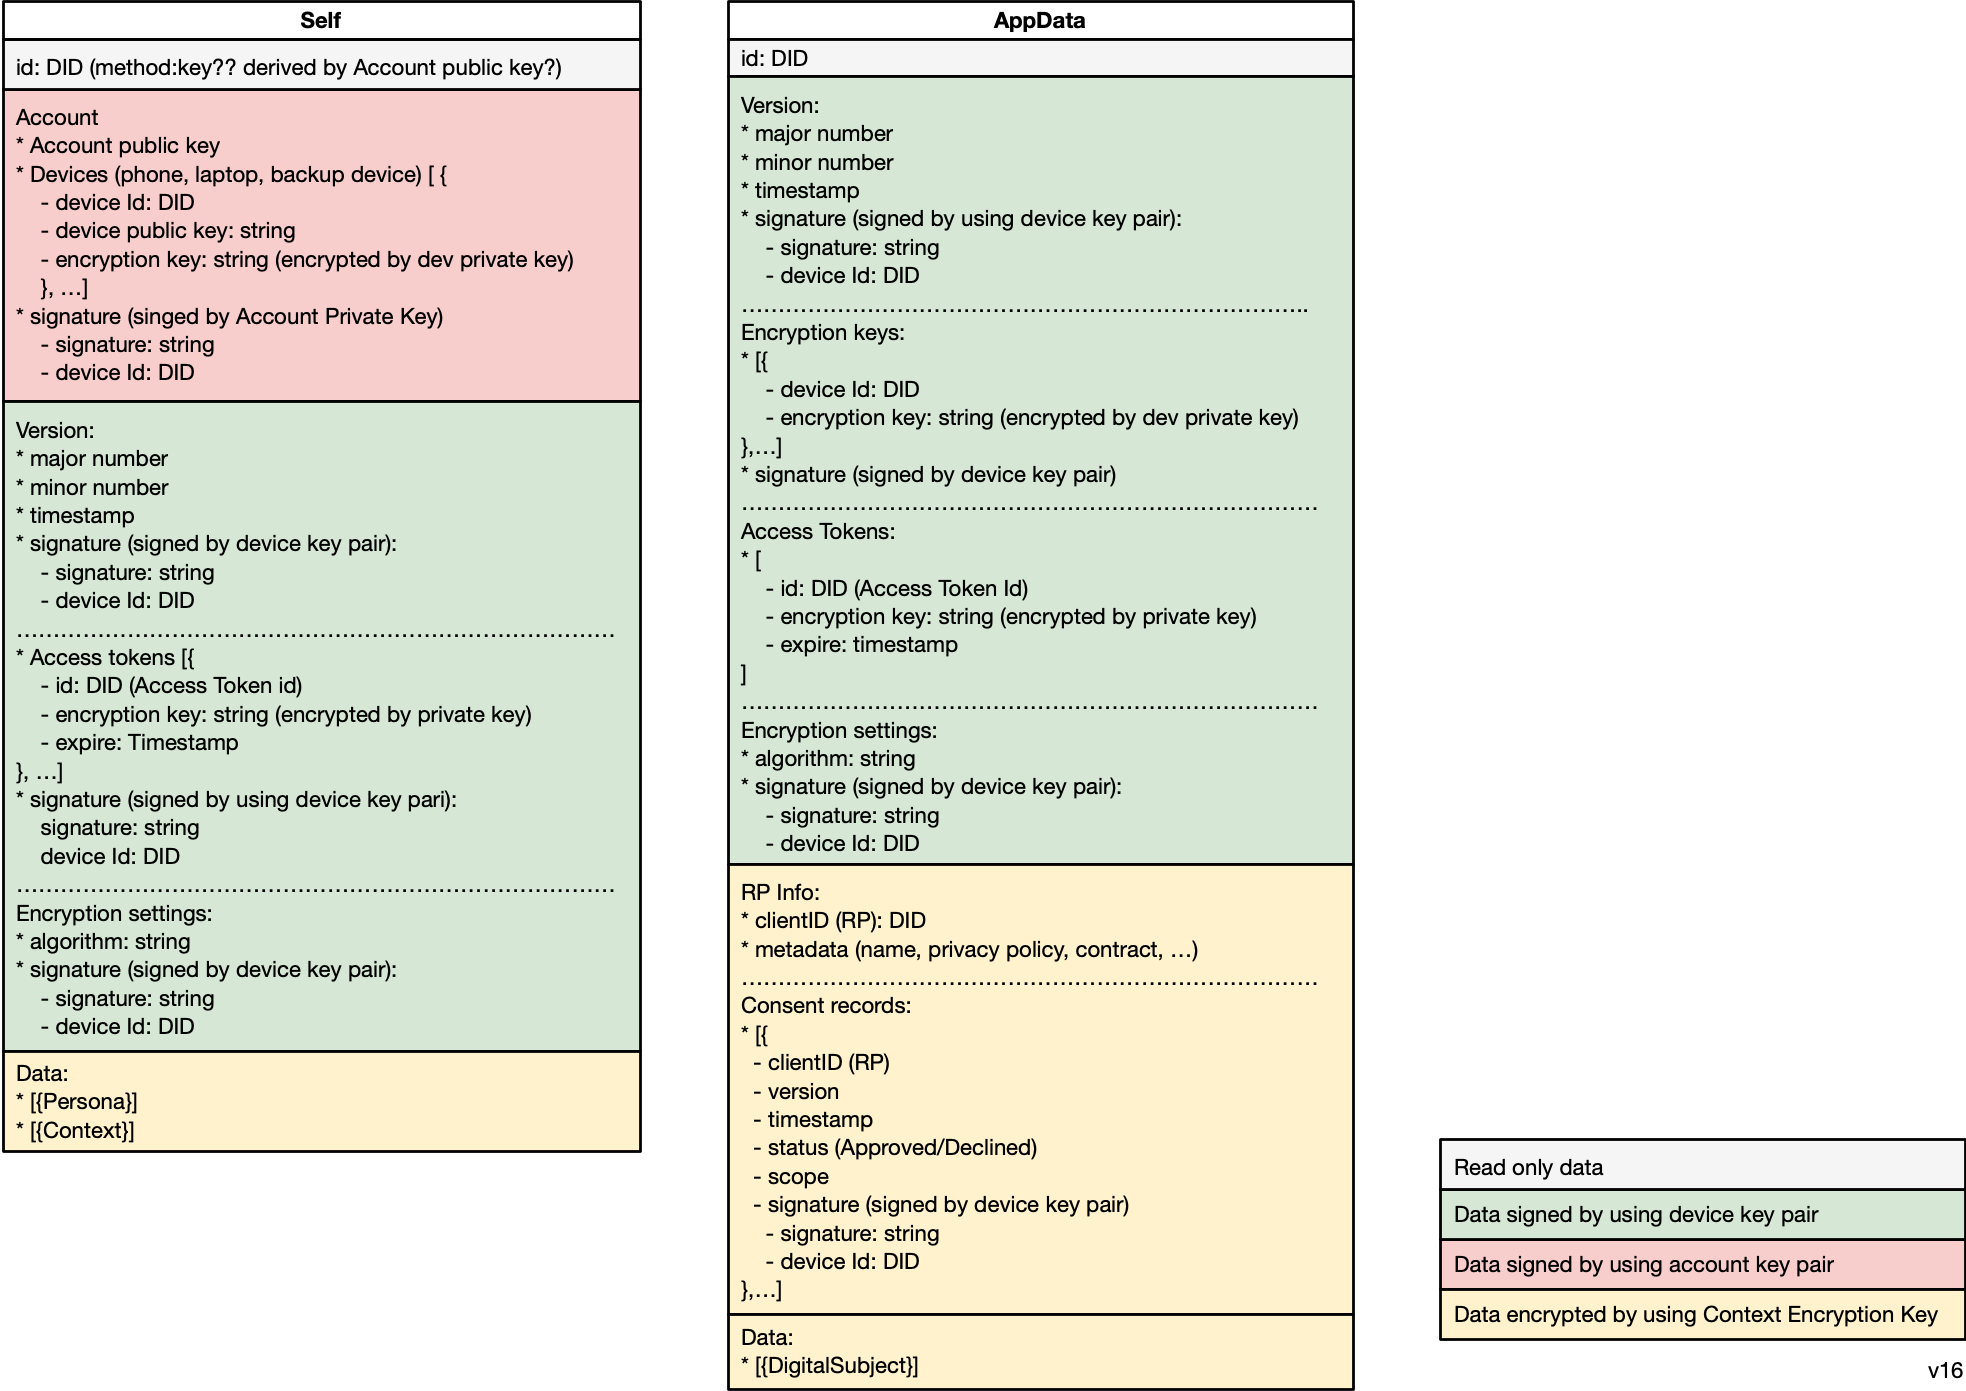 Self
id: DID (method:key?? derived by Account public key?)
Account
* Account public key
* Devices (phone, laptop, backup device) [ {
- device Id: DID
- device public key: string
- encryption key: string (encrypted by dev private key)
}, …]
* signature (singed by Account Private Key)
- signature: string
- device Id: DID
Version:
* major number
* minor number
* timestamp
* signature (signed by device key pair):
- signature: string
- device Id: DID
………………………………………………………………………
* Access tokens [{
- id: DID (Access Token id)
- encryption key: string (encrypted by private key)
- expire: Timestamp
}, …]
* signature (signed by using device key pari):
signature: string
device Id: DID
………………………………………………………………………
Encryption settings:
* algorithm: string
* signature (signed by device key pair):
- signature: string
- device Id: DID
Data:
* [{Persona}]
* [{Context}]
AppData
id: DID
Version:
* major number
* minor number
* timestamp
* signature (signed by using device key pair):
- signature: string
- device Id: DID
…………………………………………………………………..
Encryption keys:
* [{
- device Id: DID
- encryption key: string (encrypted by dev private key)
},…]
* signature (signed by device key pair)
……………………………………………………………………
Access Tokens:
* [
- id: DID (Access Token Id)
- encryption key: string (encrypted by private key)
- expire: timestamp
]
……………………………………………………………………
Encryption settings:
* algorithm: string
* signature (signed by device key pair):
- signature: string
- device Id: DID
RP Info:
* clientID (RP): DID
* metadata (name, privacy policy, contract, …)
……………………………………………………………………
Consent records:
* [{
- clientID (RP)
- version
- timestamp
- status (Approved/Declined)
- scope
- signature (signed by device key pair)
- signature: string
- device Id: DID
},…]
Data:
* [{DigitalSubject}]
Read only data
Data signed by using device key pair
Data signed by using account key pair
Data encrypted by using Context Encryption Key
v16